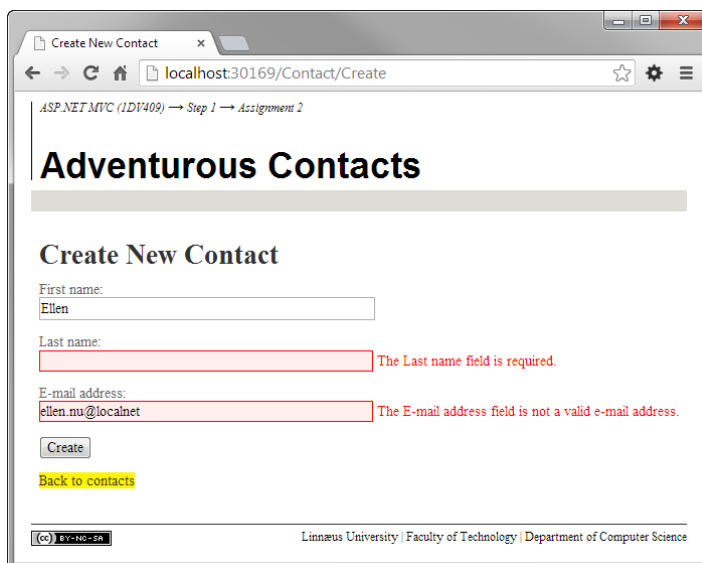 Create New Contact
localhost:30169/Contact/Create
ASP.NET MVC (1DV409) → Step 1 → Assignment 2
Adventurous Contacts
Create New Contact
First name:
Ellen
Last name:
The Last name field is required.
E-mail address:
ellen.nu@localnet The E-mail address field is not a valid e-mail address.
Create
Back to contacts
(cc) BY-NC-SA Linnæus University | Faculty of Technology | Department of Computer Science